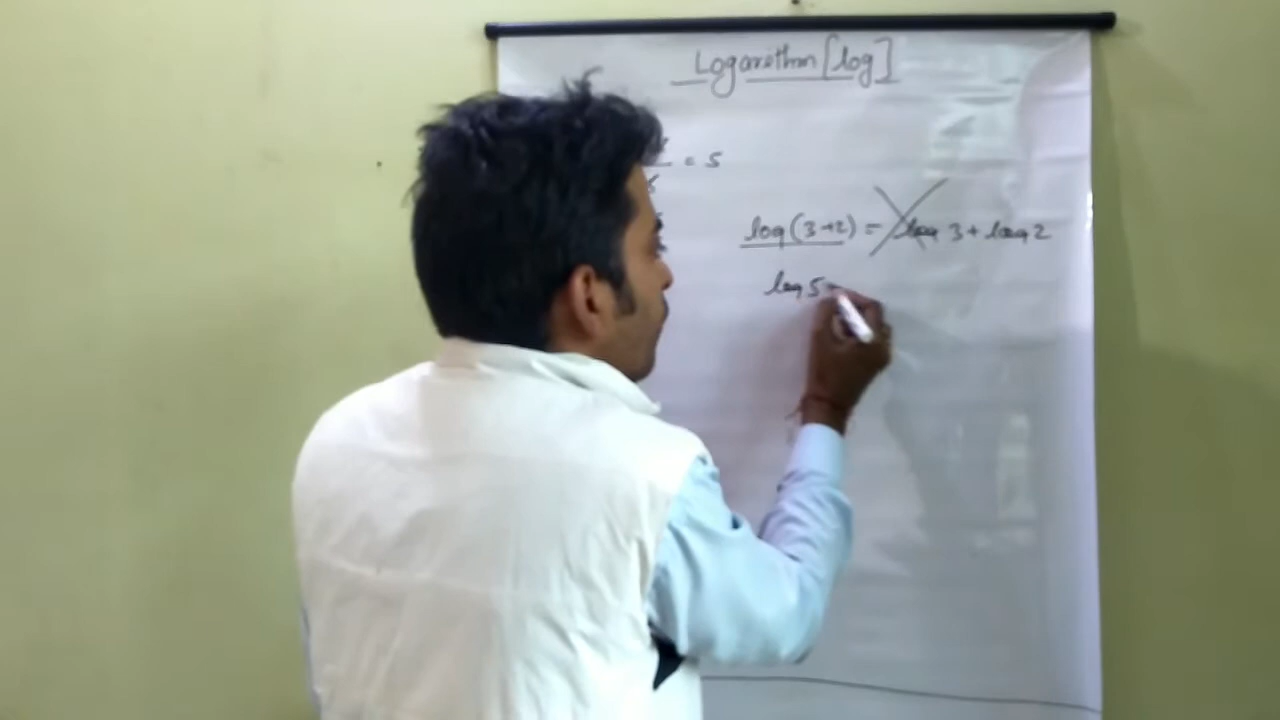 Logarithm [log]
= 5
log (3+2) = log 3 + log 2
log 5 =